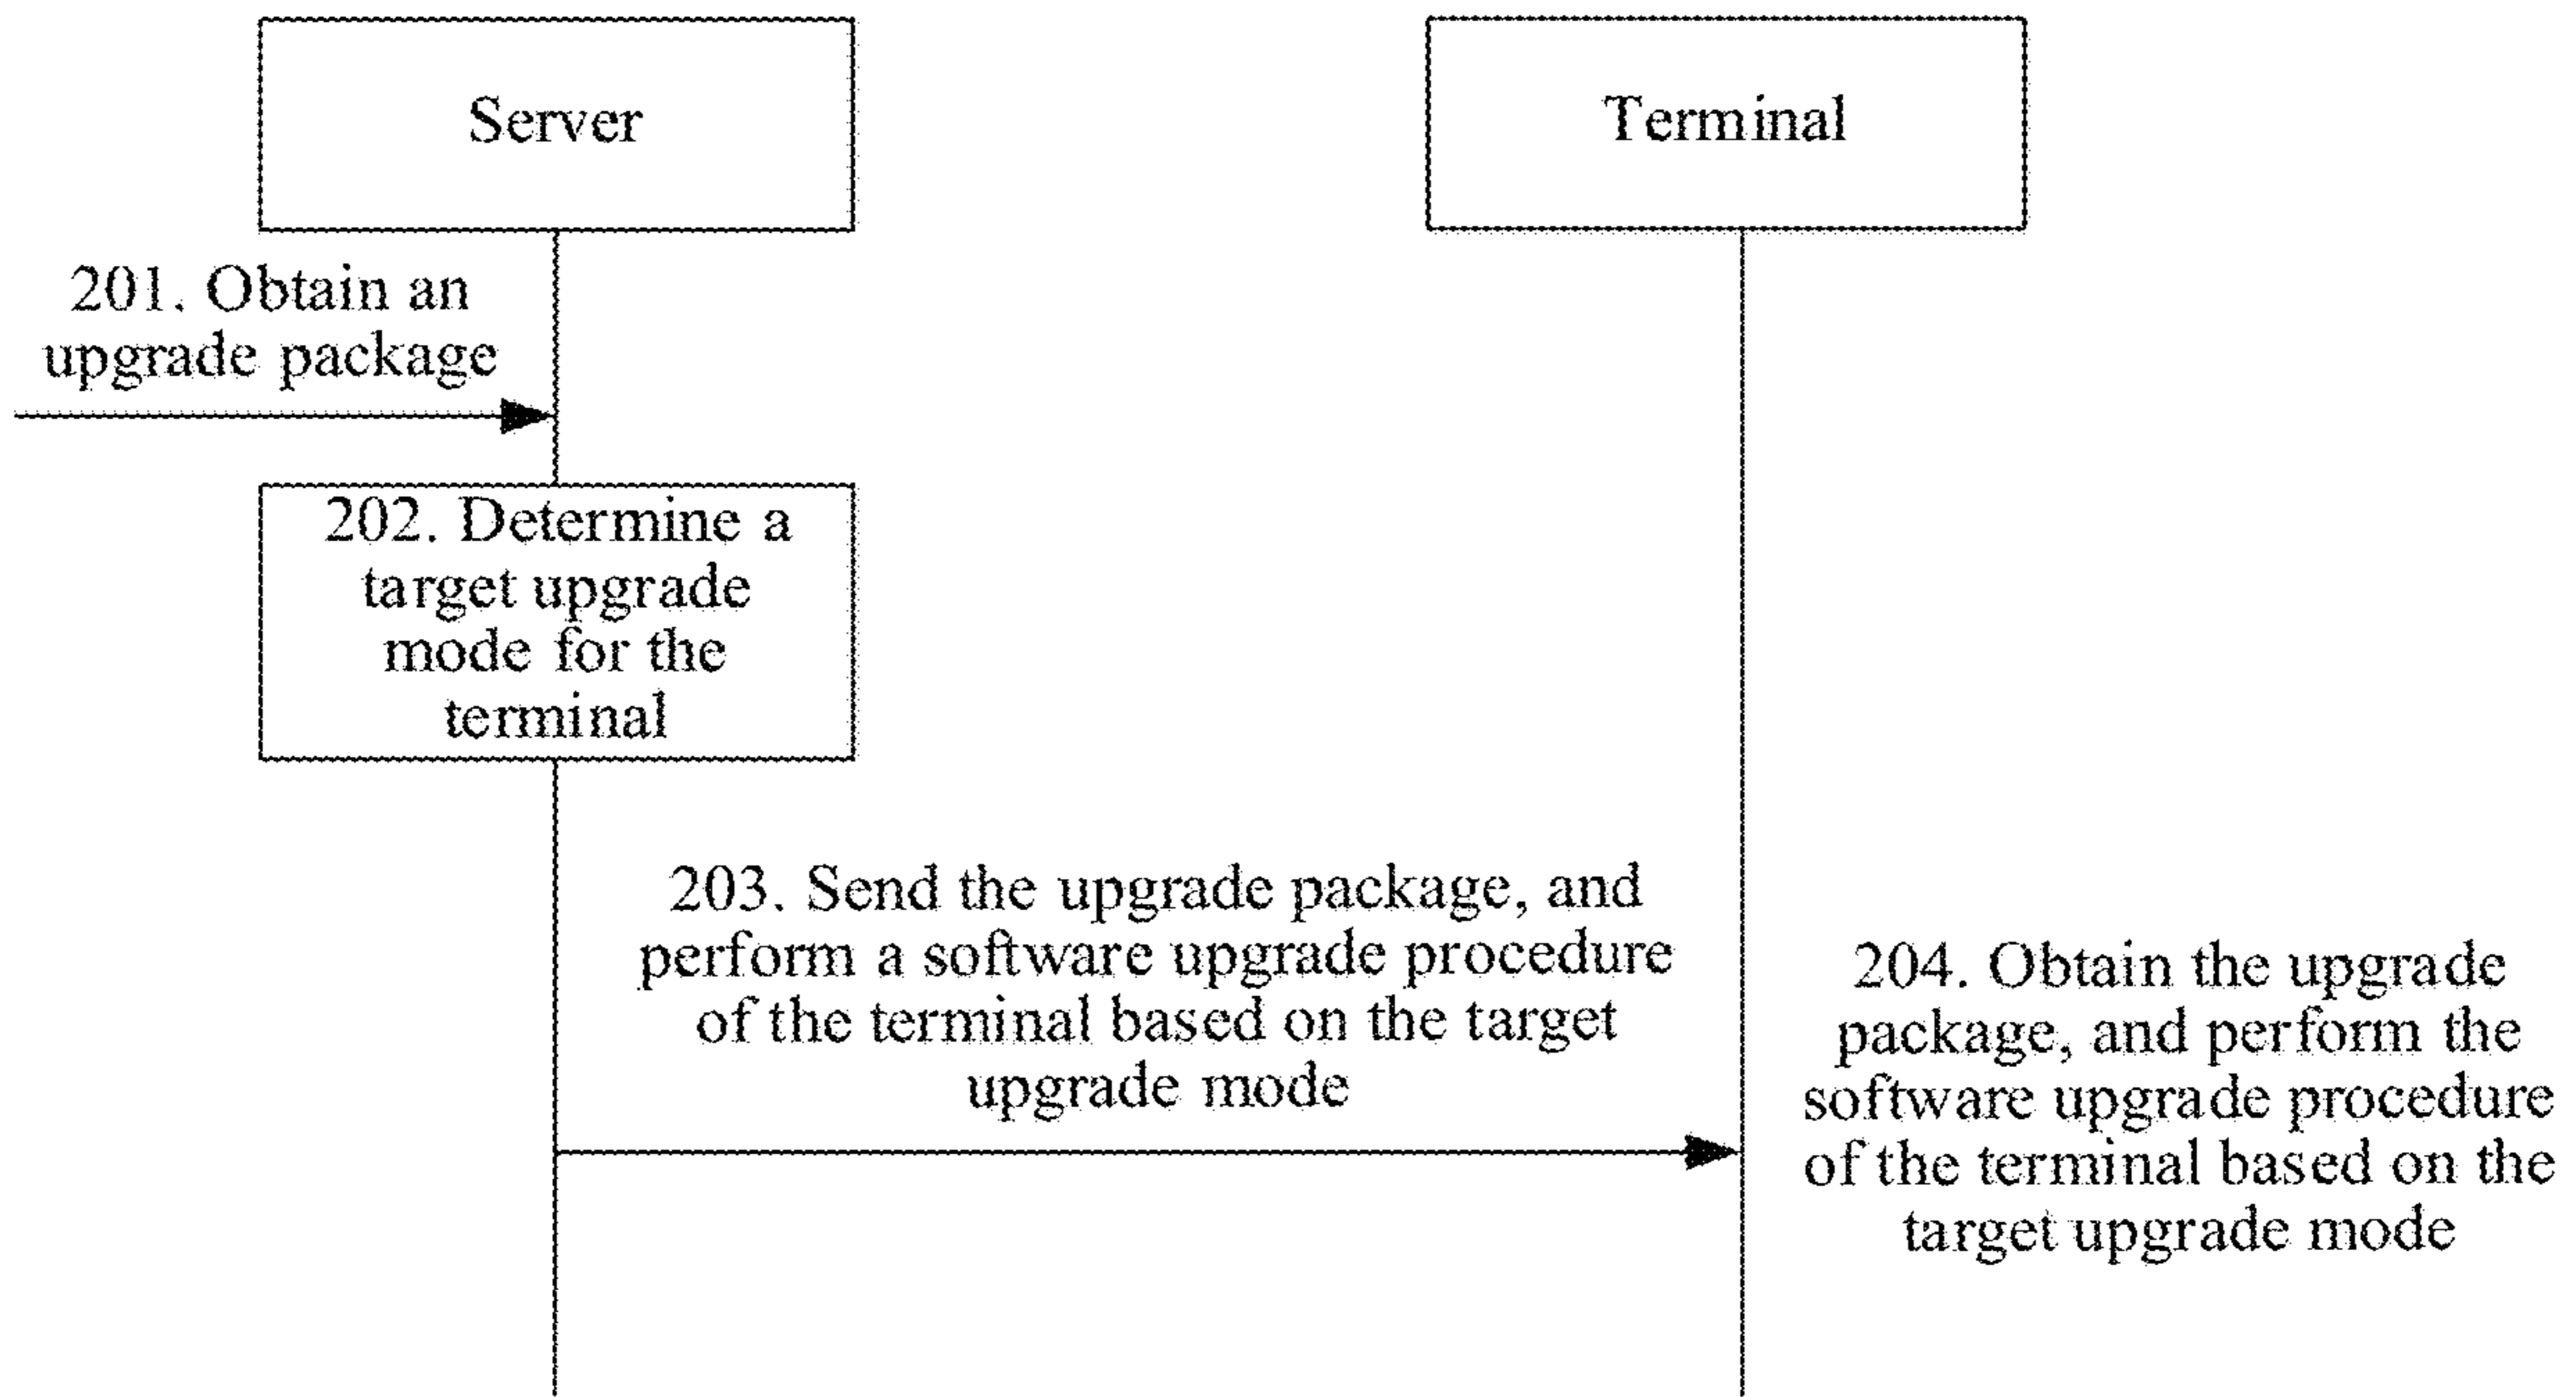 Server
Terminal
201. Obtain an
upgrade package
202. Determine a
target upgrade
mode for the
terminal
203. Send the upgrade package, and
perform a software upgrade procedure
of the terminal based on the target
upgrade mode
204. Obtain the upgrade
package, and perform the
software upgrade procedure
of the terminal based on the
target upgrade mode